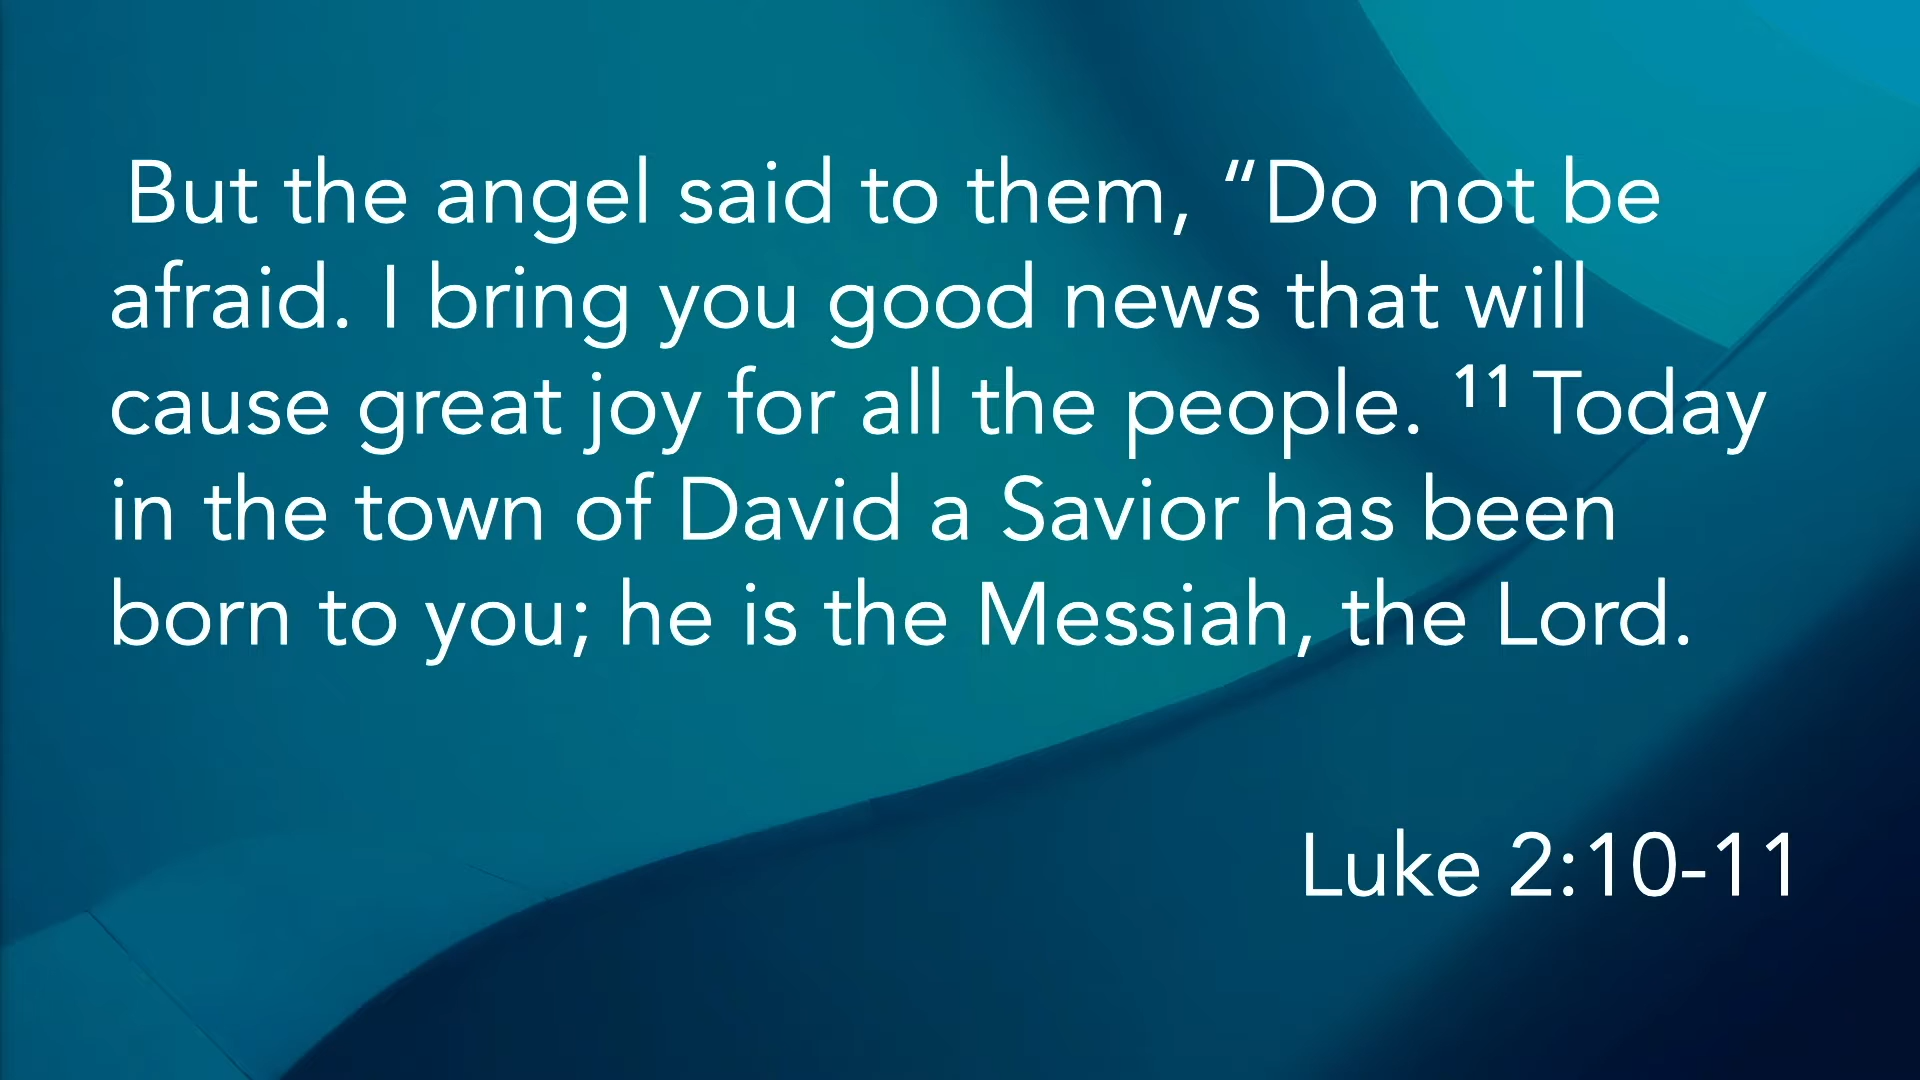 But the angel said to them, “Do not be
afraid. I bring you good news that will
cause great joy for all the people. ¹¹ Today
in the town of David a Savior has been
born to you; he is the Messiah, the Lord.
Luke 2:10-11